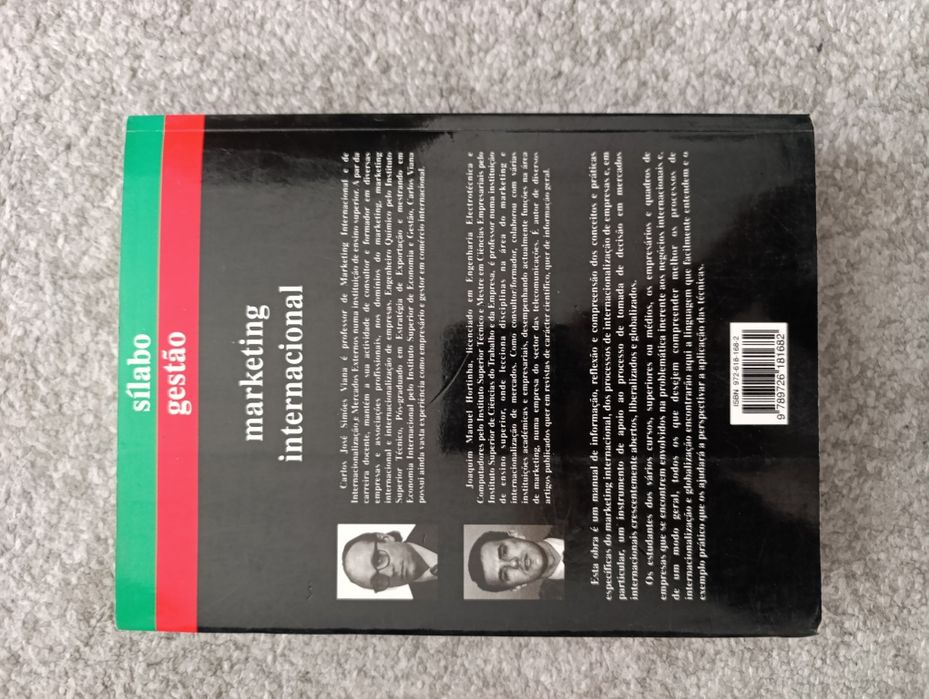 sílabo
gestão
marketing
internacional
Carlos José Simões Viana é professor de Marketing Internacional e de
Internacionalização e Mercados Externos numa instituição de ensino superior. A par da
carreira docente, mantém a sua actividade de consultor e formador em diversas
empresas e associações profissionais, nos domínios do marketing, marketing
internacional e internacionalização de empresas. Engenheiro Químico pelo Instituto
Superior Técnico, Pós-graduado em Estratégia de Exportação e mestrando em
Economia Internacional pelo Instituto Superior de Economia e Gestão, Carlos Viana
possui ainda vasta experiência como empresário e gestor em comércio internacional.
Joaquim Manuel Hortinha, licenciado em Engenharia Electrotécnica e
Computadores pelo Instituto Superior Técnico e Mestre em Ciências Empresariais pelo
Instituto Superior de Ciências do Trabalho e da Empresa, é professor numa instituição
de ensino superior, onde lecciona disciplinas na área do marketing e
internacionalização de mercados. Como consultor/formador, colaborou com várias
instituições académicas e empresariais, desempenhando actualmente funções na área
de marketing, numa empresa do sector das telecomunicações. É autor de diversos
artigos publicados quer em revistas de carácter científico, quer de informação geral.
Esta obra é um manual de informação, reflexão e compreensão dos conceitos e práticas
específicas do marketing internacional, dos processos de internacionalização de empresas e, em
particular, um instrumento de apoio ao processo de tomada de decisão em mercados
internacionais crescentemente abertos, liberalizados e globalizados.
Os estudantes dos vários cursos, superiores ou médios, os empresários e quadros de
empresas que se encontrem envolvidos na problemática inerente aos negócios internacionais e,
de um modo geral, todos os que desejem compreender melhor os processos de
internacionalização e globalização encontrarão aqui a linguagem que facilmente entendem e o
exemplo prático que os ajudará a perspectivar a aplicação das técnicas.
ISBN 972-618-168-2
9 789726 181682